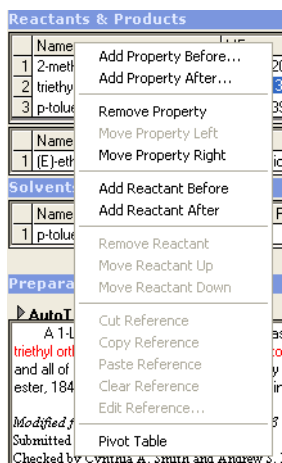 Reactants & Products
Name
1 2-meth
2 triethy
3 p-tolue
Name
1 (E)-eth
Solvents
Name
1 p-tolue
Prepara
AutoT
A 1-L
triethyl ort
and all of
ester, 184
Modified f
Submitted
Checked by Cynthia A. Smith and Andrew S.
Add Property Before...
Add Property After...
Remove Property
Move Property Left
Move Property Right
Add Reactant Before
Add Reactant After
Remove Reactant
Move Reactant Up
Move Reactant Down
Cut Reference
Copy Reference
Paste Reference
Clear Reference
Edit Reference...
Pivot Table